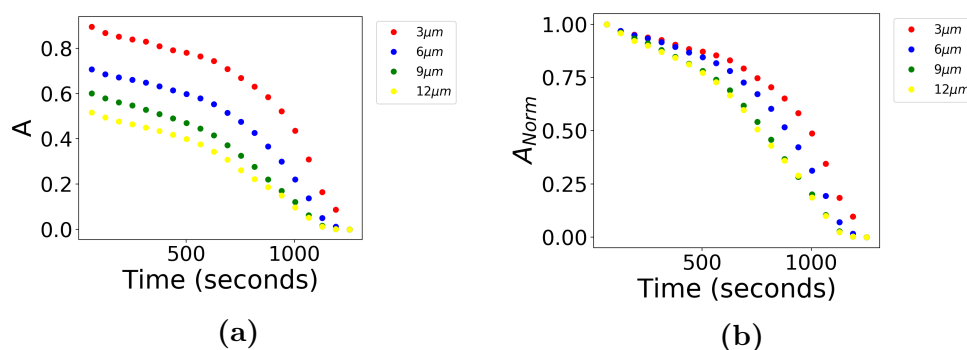 0.8
0.6
0.4
0.2
0.0
A
500
1000
Time (seconds)
3μm
6μm
9μm
12μm
(a)
1.00
0.75
0.50
0.25
0.00
A_Norm
500
1000
Time (seconds)
3μm
6μm
9μm
12μm
(b)